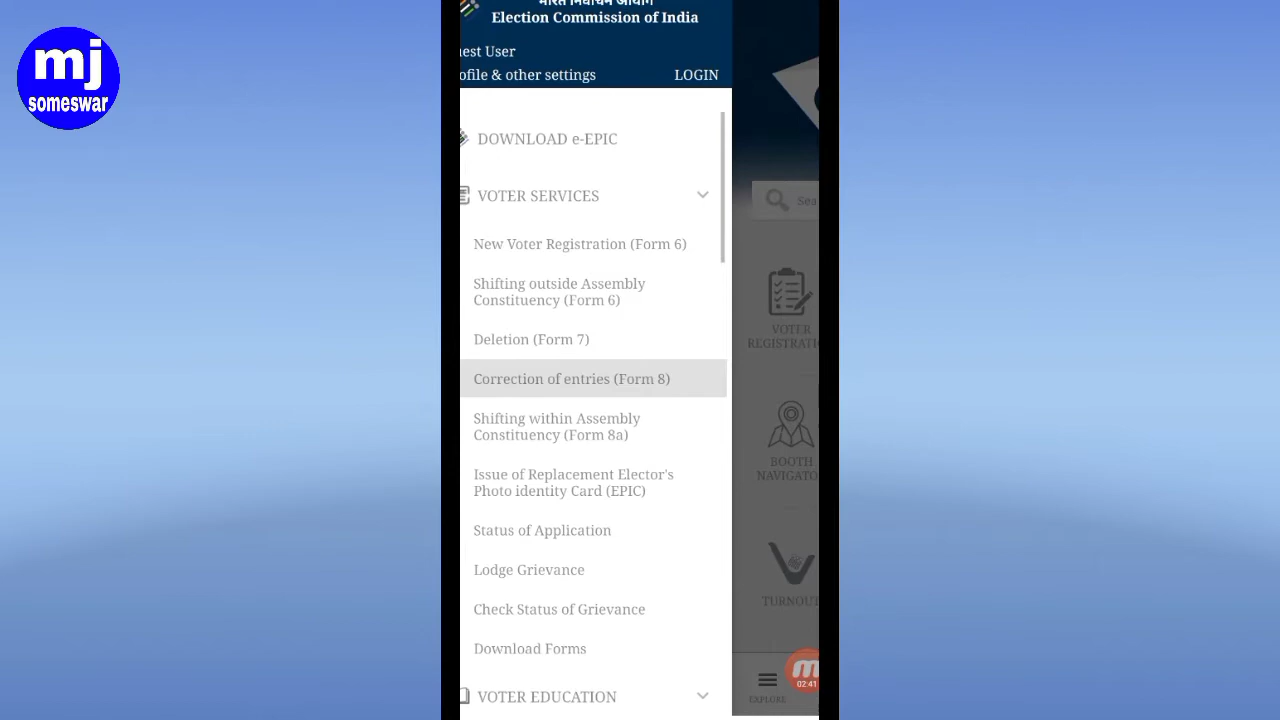 mj
someswar
भारत निर्वाचन आयोग
Election Commission of India
est User
ofile & other settings
LOGIN
DOWNLOAD e-EPIC
VOTER SERVICES
New Voter Registration (Form 6)
Shifting outside Assembly
Constituency (Form 6)
Deletion (Form 7)
Correction of entries (Form 8)
Shifting within Assembly
Constituency (Form 8a)
Issue of Replacement Elector's
Photo identity Card (EPIC)
Status of Application
Lodge Grievance
Check Status of Grievance
Download Forms
VOTER EDUCATION
Sea
VOTER
REGISTRATI
BOOTH
NAVIGATO
TURNOU
EXPLORE
02:41